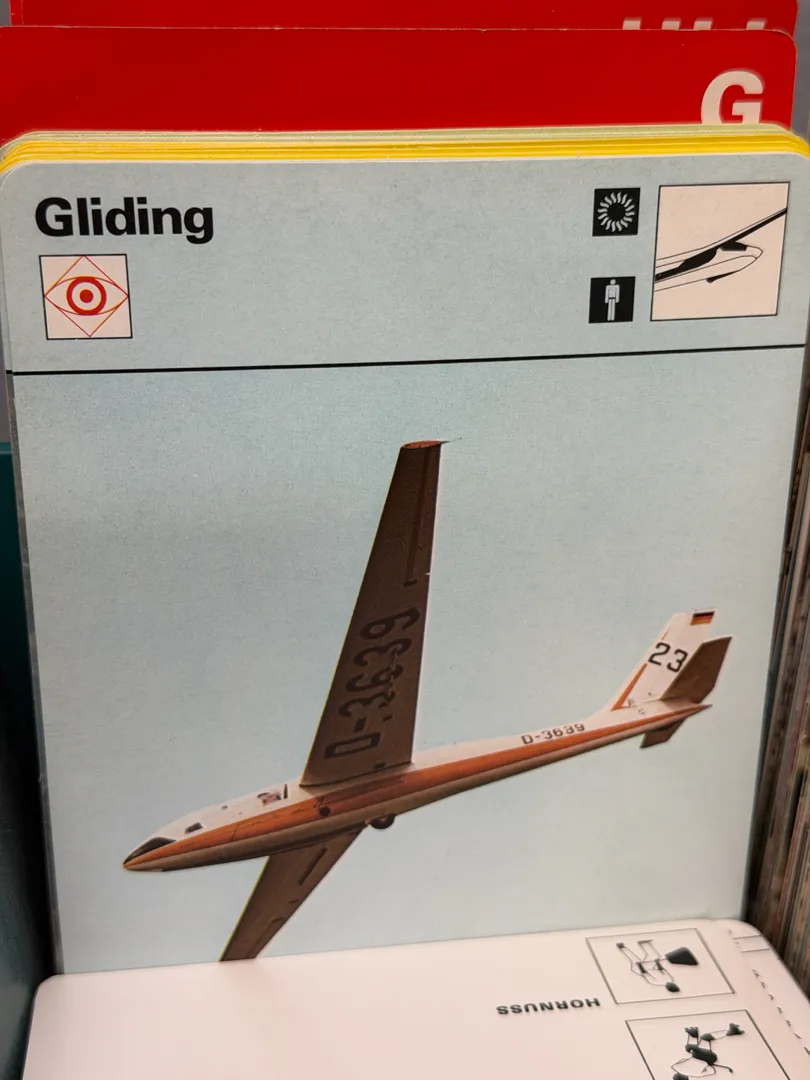 G
Gliding
D-3639
23
D-3639
HORNUSS